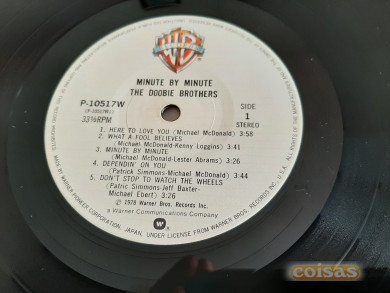 MINUTE BY MINUTE
THE DOOBIE BROTHERS
P-10517W
(P-10517W1)
33⅓RPM
SIDE
1
STEREO
1. HERE TO LOVE YOU (Michael McDonald) 3:58
2. WHAT A FOOL BELIEVES
(Michael McDonald-Kenny Loggins) 3:41
3. MINUTE BY MINUTE
(Michael McDonald-Lester Abrams) 3:26
4. DEPENDIN' ON YOU
(Patrick Simmons-Michael McDonald) 3:44
5. DON'T STOP TO WATCH THE WHEELS
(Patric Simmons-Jeff Baxter-
Michael Ebert) 3:26
© 1978 Warner Bros. Records Inc.
a Warner Communications Company
BY WARNER-PIONEER CORPORATION, JAPAN, UNDER LICENSE FROM WARNER BROS. RECORDS INC., U.S.A.
coisas